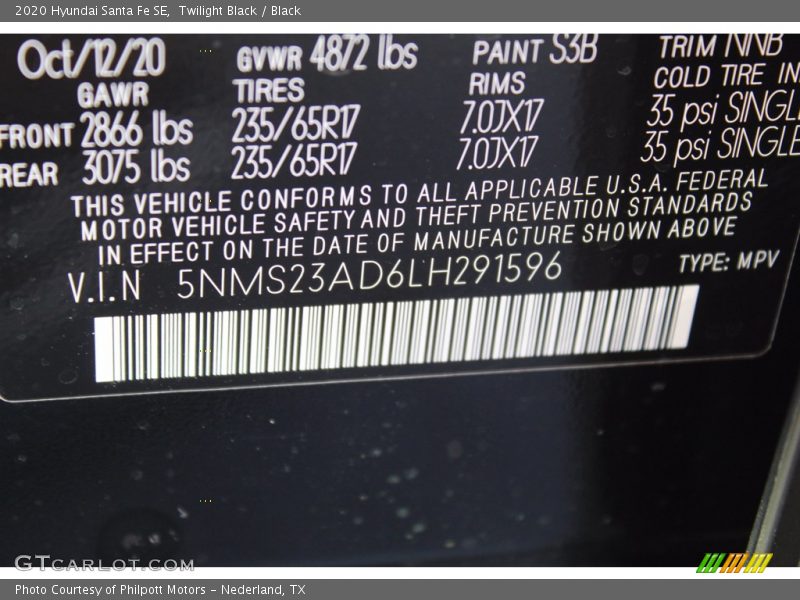 2020 Hyundai Santa Fe SE, Twilight Black / Black
Oct/12/20 GVWR 4872 lbs PAINT S3B TRIM NNB
GAWR TIRES RIMS COLD TIRE IN
FRONT 2866 lbs 235/65R17 7.0JX17 35 psi SINGL
REAR 3075 lbs 235/65R17 7.0JX17 35 psi SINGLE
THIS VEHICLE CONFORMS TO ALL APPLICABLE U.S.A. FEDERAL
MOTOR VEHICLE SAFETY AND THEFT PREVENTION STANDARDS
IN EFFECT ON THE DATE OF MANUFACTURE SHOWN ABOVE
V.I.N 5NMS23AD6LH291596 TYPE: MPV
GTCARLOT.COM
Photo Courtesy of Philpott Motors - Nederland, TX